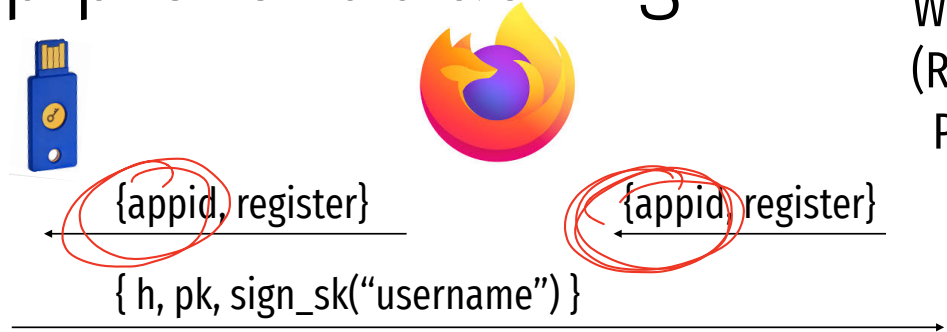 W
(R
P
{appid, register}
{appid, register}
{ h, pk, sign_sk(“username”) }